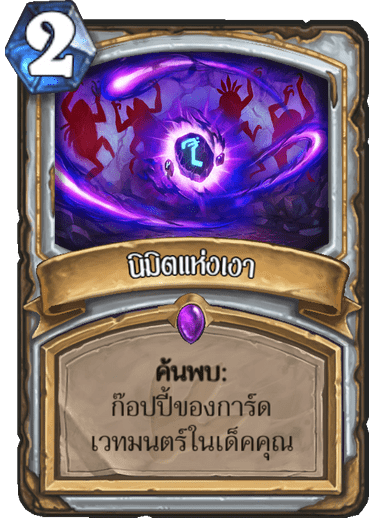 2
นิมิตแห่งเงา
ค้นพบ:
ก๊อปปี้ของการ์ด
เวทมนตร์ในเด็คคุณ